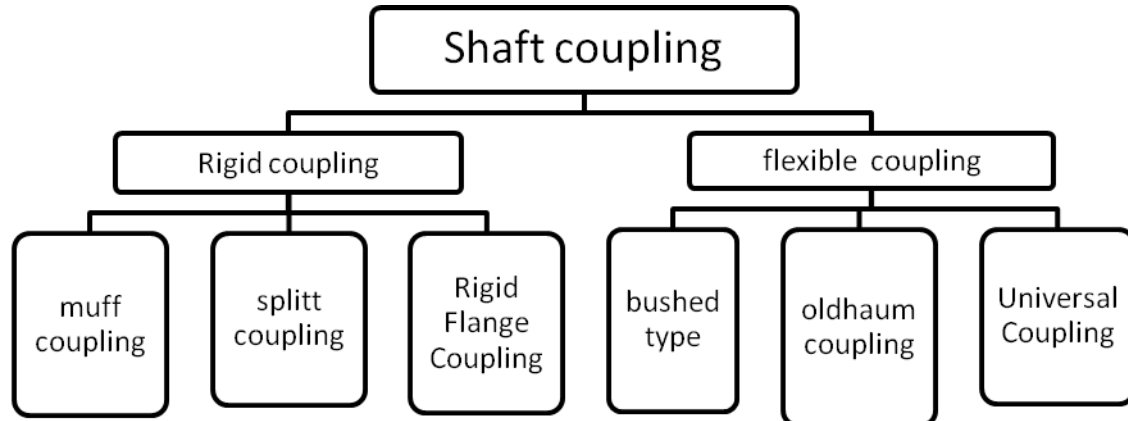 Shaft coupling
Rigid coupling
flexible coupling
muff
coupling
splitt
coupling
Rigid
Flange
Coupling
bushed
type
oldhaum
coupling
Universal
Coupling